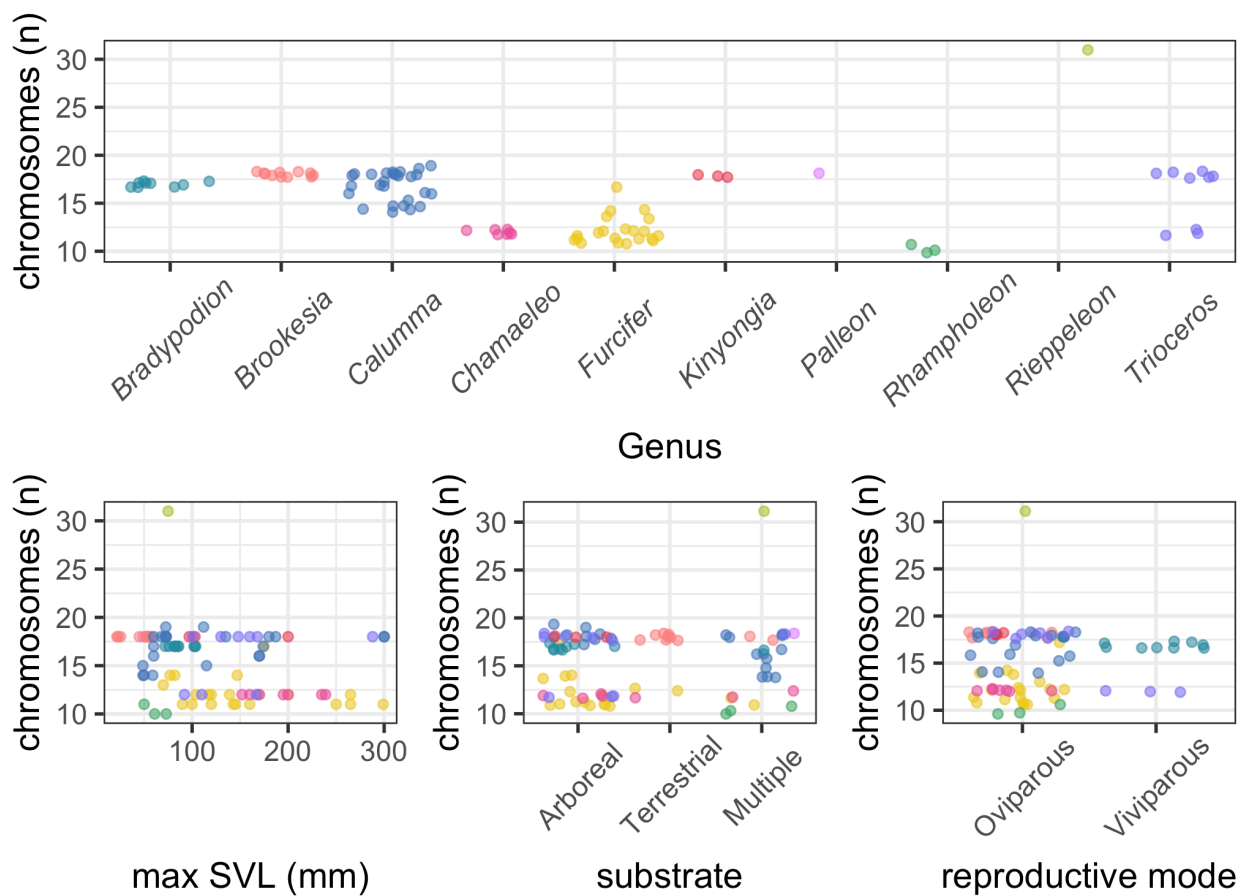 chromosomes (n)
30
25
20
15
10
Bradypodion
Brookesia
Calumma
Chamaeleo
Furcifer
Kinyongia
Palleon
Rhampholeon
Rieppeleon
Trioceros
Genus
chromosomes (n)
30
25
20
15
10
100
200
300
max SVL (mm)
chromosomes (n)
30
25
20
15
10
Arboreal
Terrestrial
Multiple
substrate
chromosomes (n)
30
25
20
15
10
Oviparous
Viviparous
reproductive mode